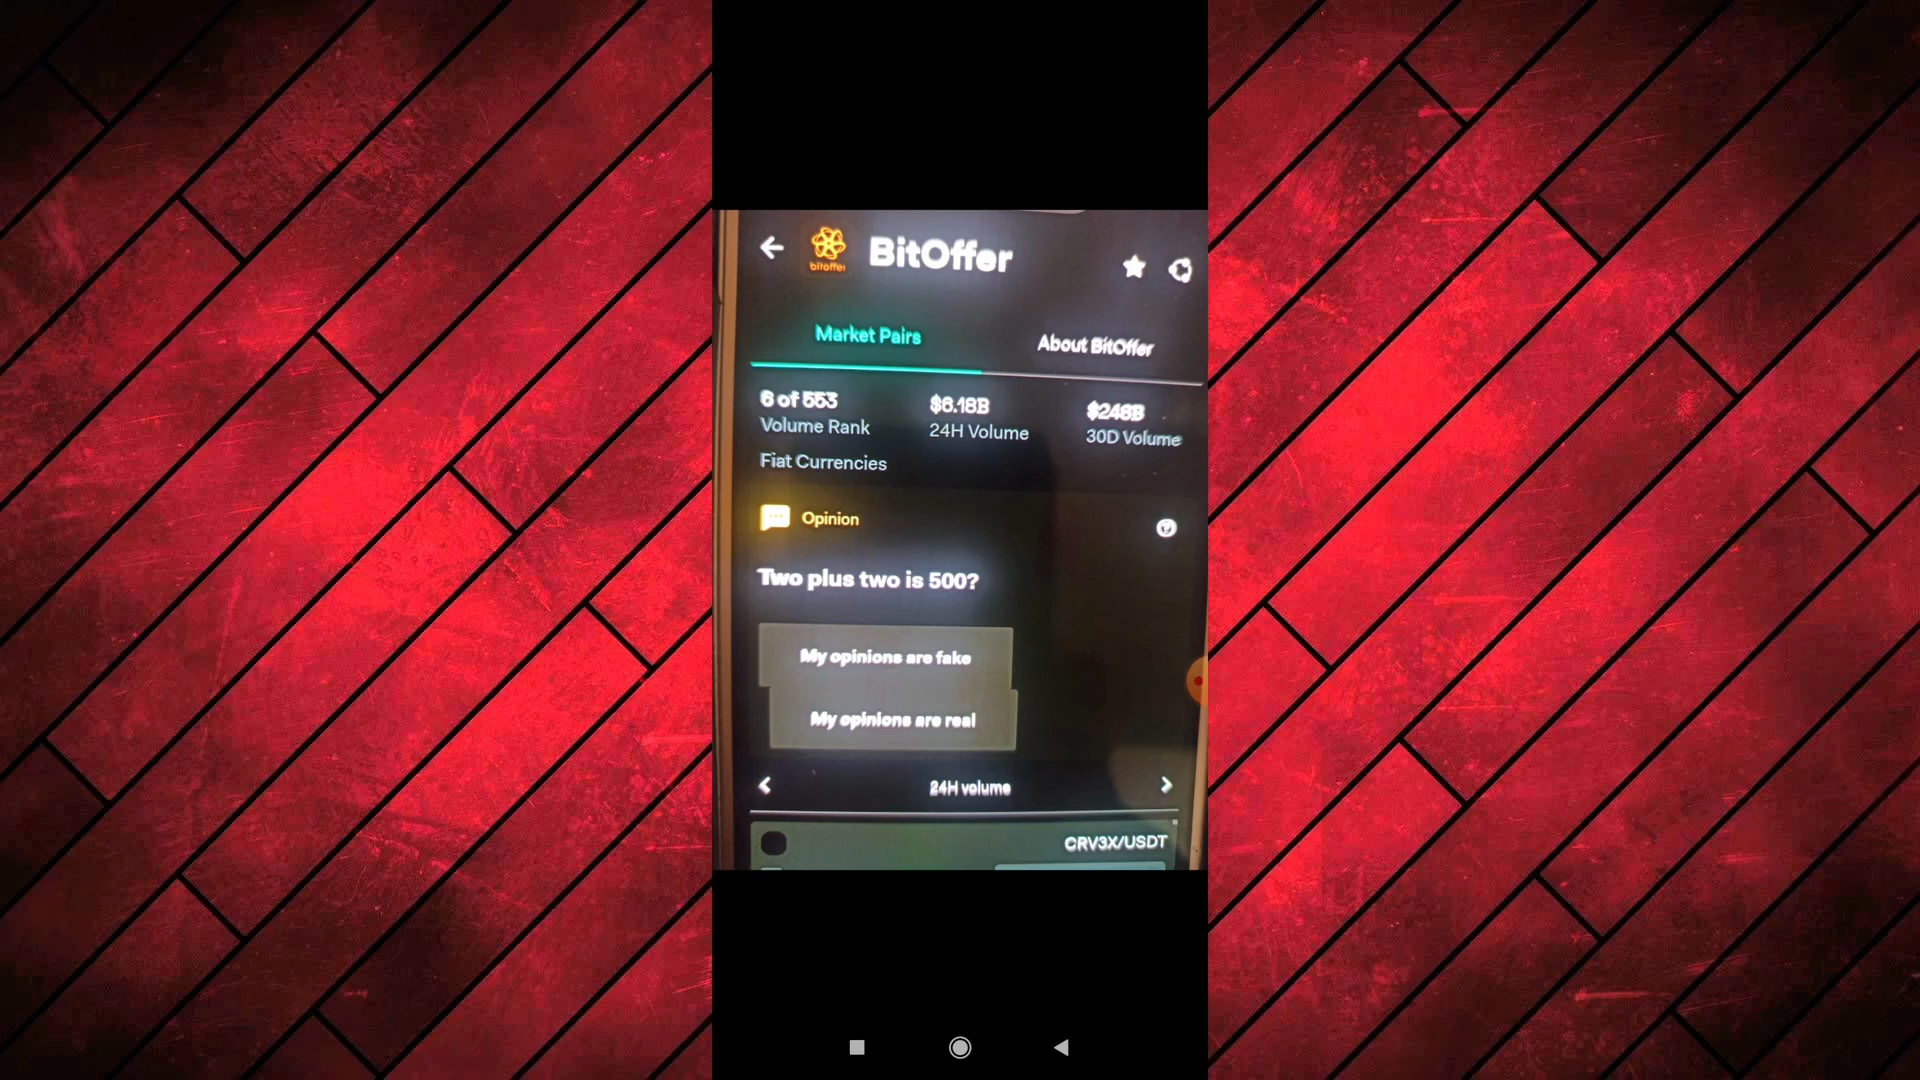 bitoffer
BitOffer
Market Pairs
About BitOffer
6 of 553
$6.18B
$246B
Volume Rank
24H Volume
30D Volume
Fiat Currencies
Opinion
Two plus two is 500?
My opinions are fake
My opinions are real
24H volume
CRV3X/USDT